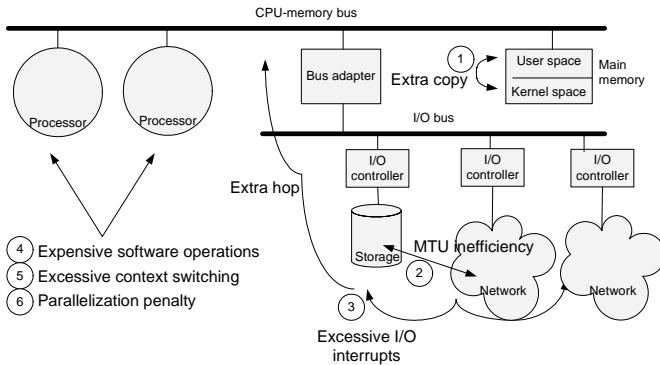 CPU-memory bus
Processor
Processor
Bus adapter
1
Extra copy
User space
Kernel space
Main
memory
I/O bus
I/O
controller
I/O
controller
I/O
controller
Extra hop
Storage
MTU inefficiency
2
Network
Network
3
Excessive I/O
interrupts
4 Expensive software operations
5 Excessive context switching
6 Parallelization penalty